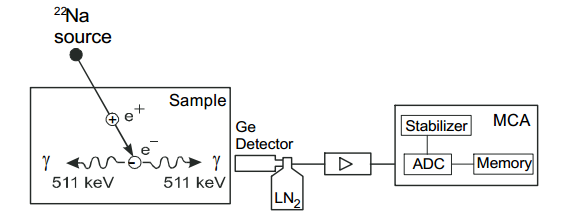 ²²Na
source
Sample
e⁺
e⁻
γ
γ
511 keV
511 keV
Ge
Detector
LN₂
MCA
Stabilizer
ADC
Memory